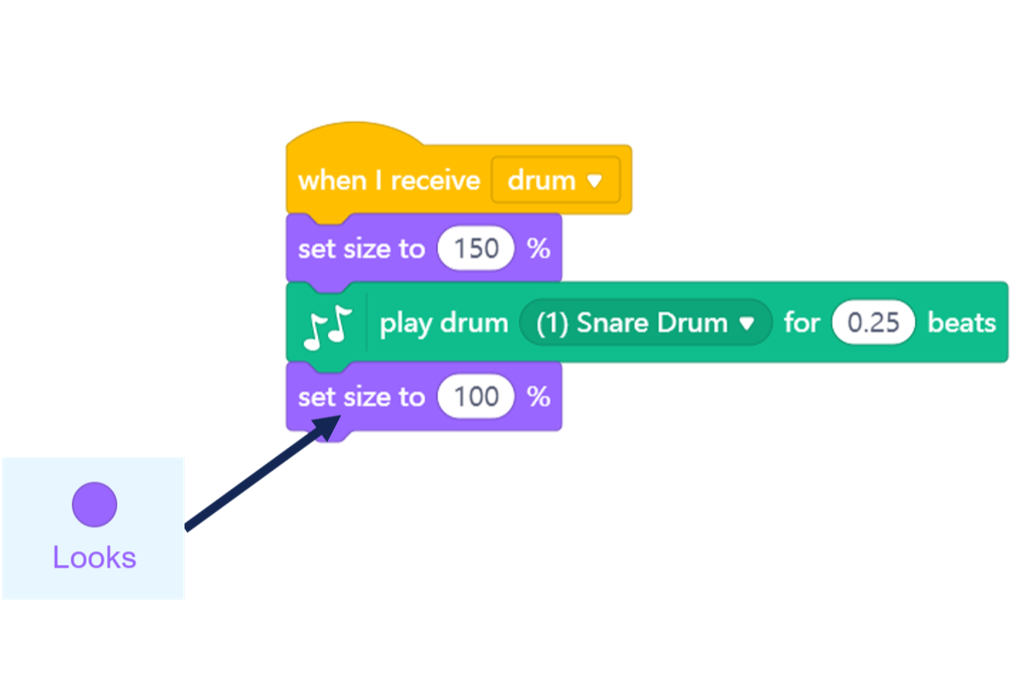 when I receive drum
set size to 150 %
play drum (1) Snare Drum for 0.25 beats
set size to 100 %
Looks